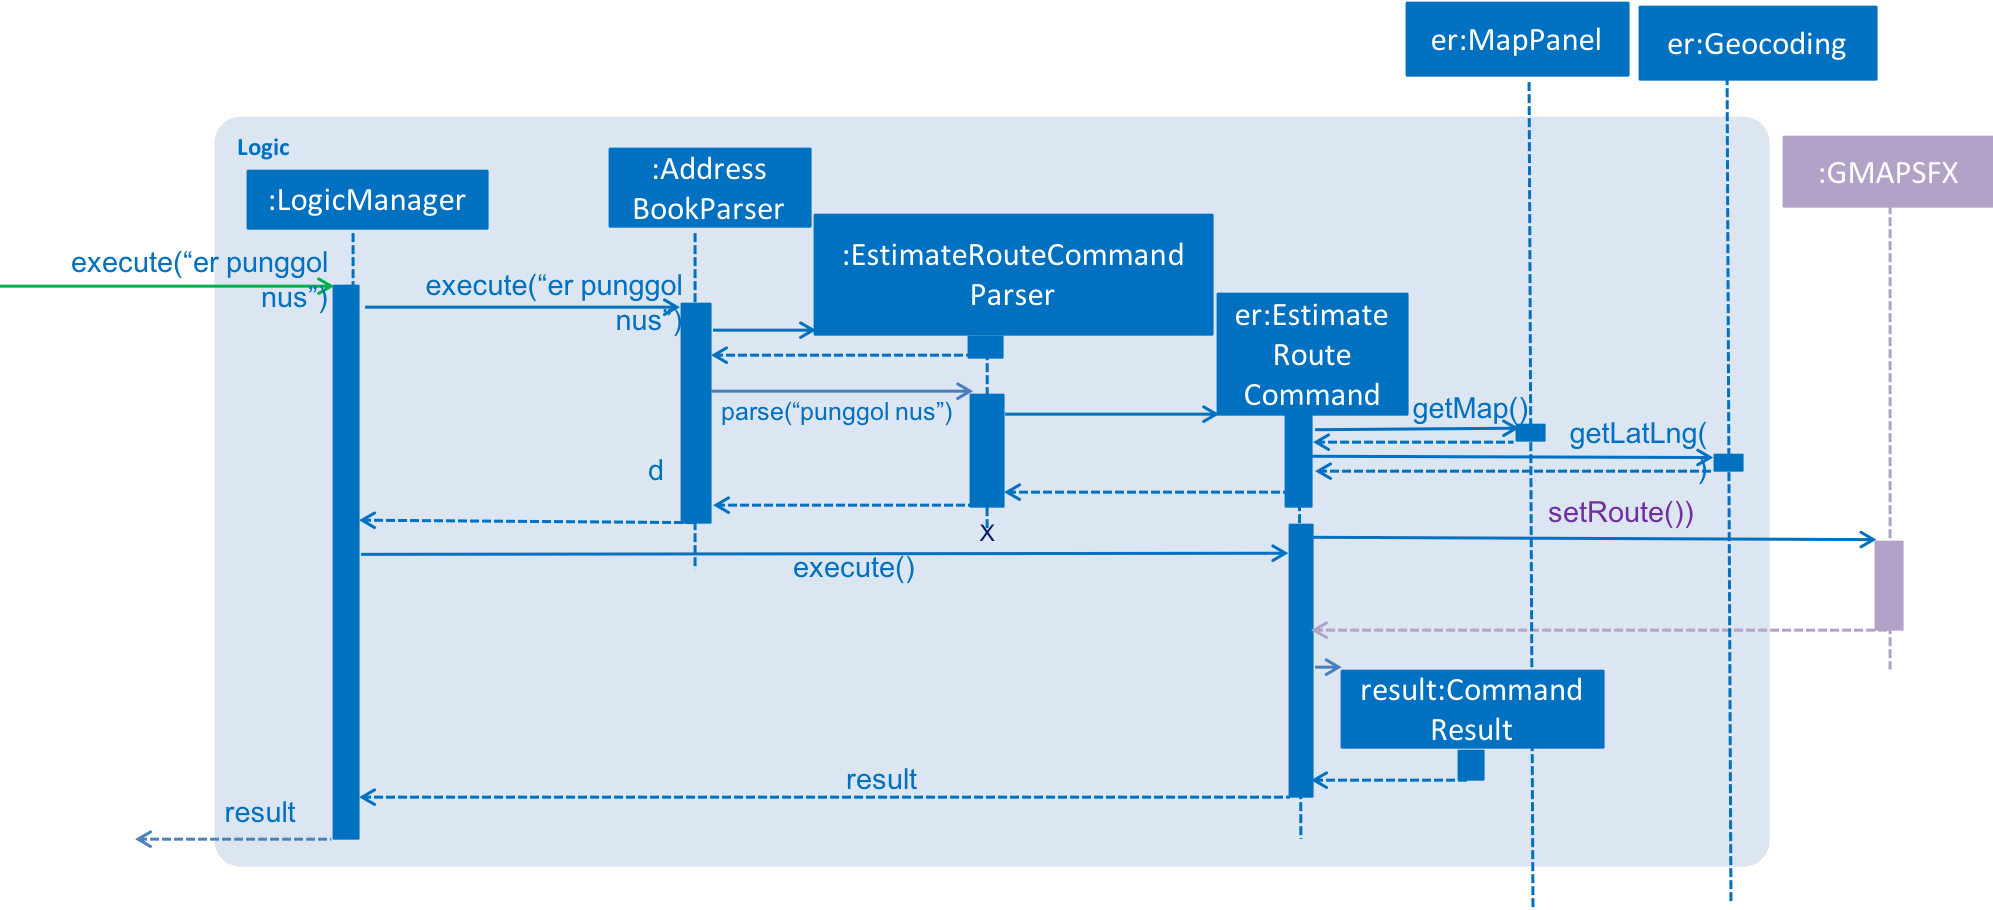 er:MapPanel
er:Geocoding
Logic
:LogicManager
:Address
BookParser
:GMAPSFX
:EstimateRouteCommand
Parser
execute(“er punggol
nus”)
execute(“er punggol
nus”)
er:Estimate
Route
Command
parse(“punggol nus”)
getMap()
getLatLng(
)
d
setRoute())
X
execute()
result:Command
Result
result
result